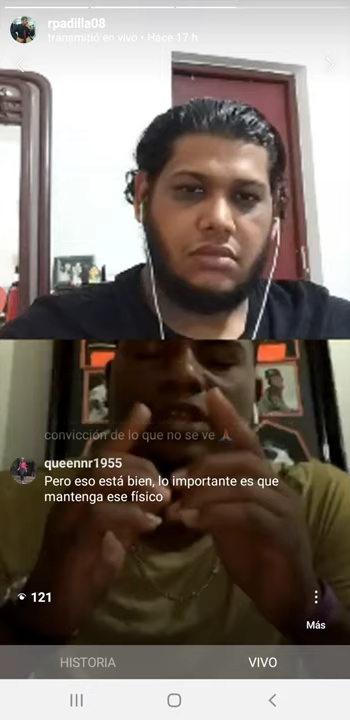 rpadilla08
transmitió en vivo • Hace 17 h
convicción de lo que no se ve 🙏
queennr1955
Pero eso está bien, lo importante es que
mantenga ese físico
121
Más
HISTORIA
VIVO